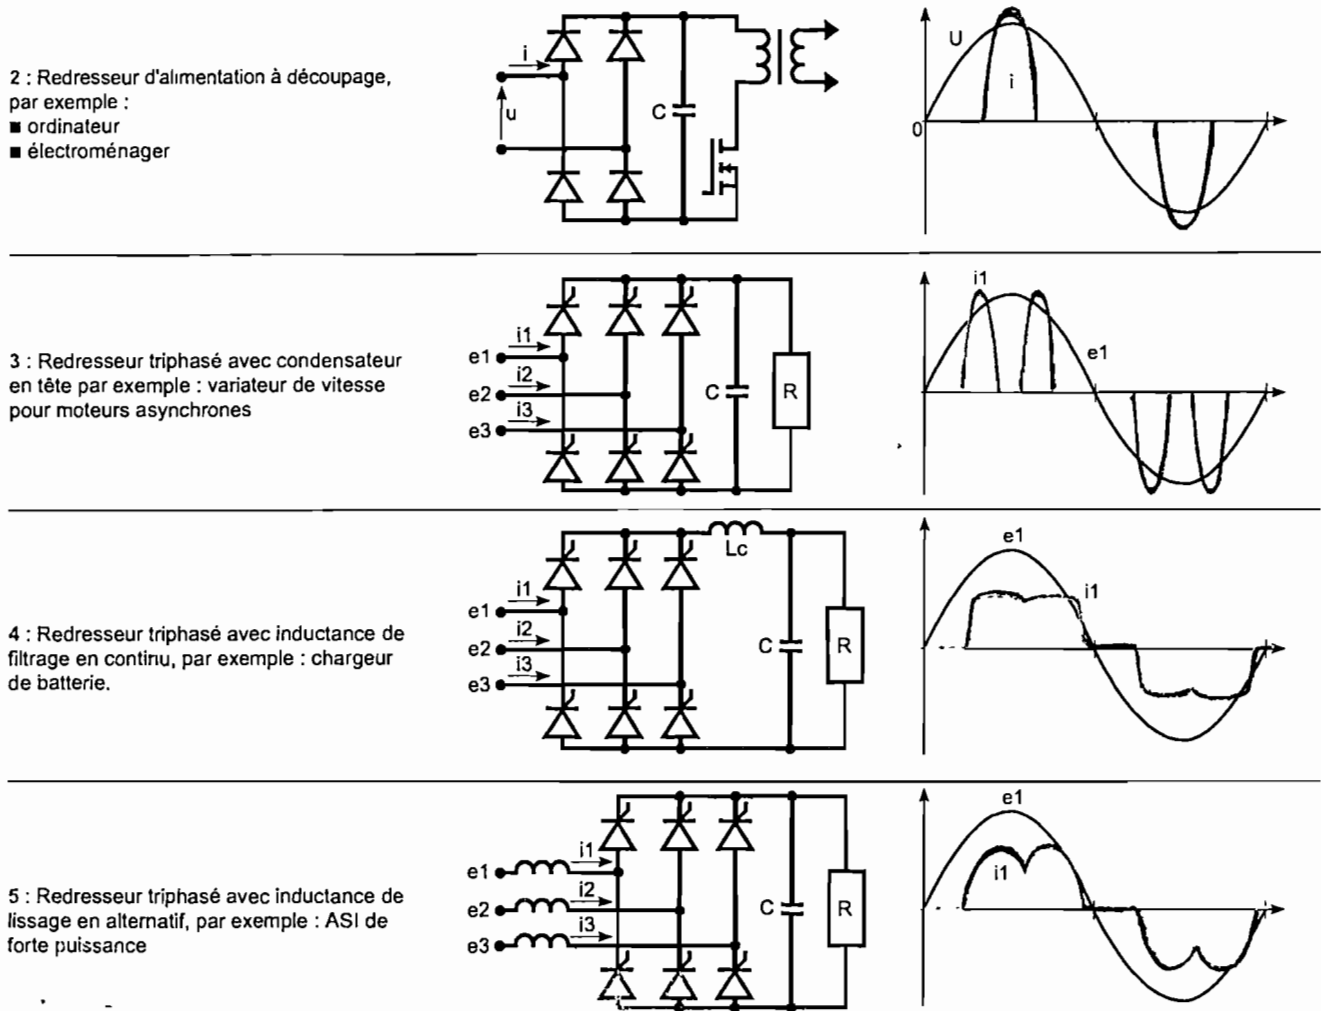 2 : Redresseur d'alimentation à découpage,
par exemple :
■ ordinateur
■ électroménager
i
u
C
U
i
0
3 : Redresseur triphasé avec condensateur
en tête par exemple : variateur de vitesse
pour moteurs asynchrones
e1
i1
e2
i2
e3
i3
C
R
i1
e1
4 : Redresseur triphasé avec inductance de
filtrage en continu, par exemple : chargeur
de batterie.
Lc
e1
i1
e2
i2
e3
i3
C
R
e1
i1
5 : Redresseur triphasé avec inductance de
lissage en alternatif, par exemple : ASI de
forte puissance
e1
i1
e2
i2
e3
i3
C
R
e1
i1